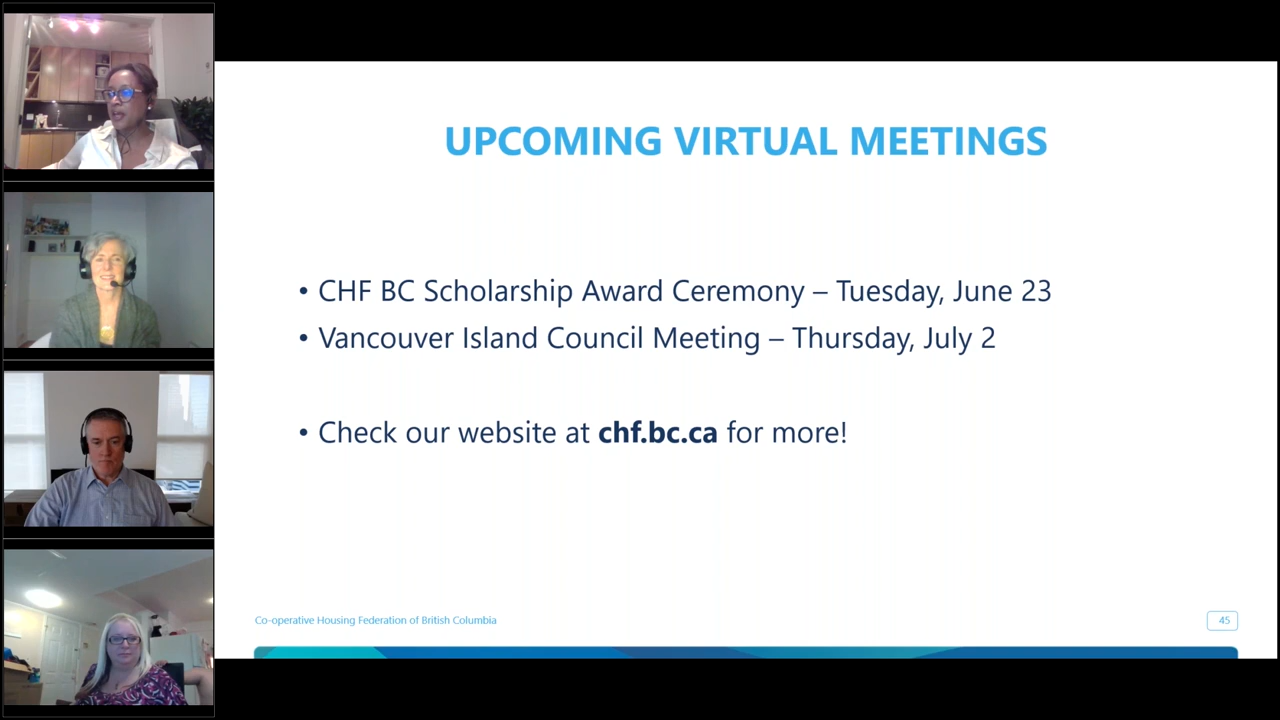 UPCOMING VIRTUAL MEETINGS
• CHF BC Scholarship Award Ceremony – Tuesday, June 23
• Vancouver Island Council Meeting – Thursday, July 2
• Check our website at chf.bc.ca for more!
Co-operative Housing Federation of British Columbia
45